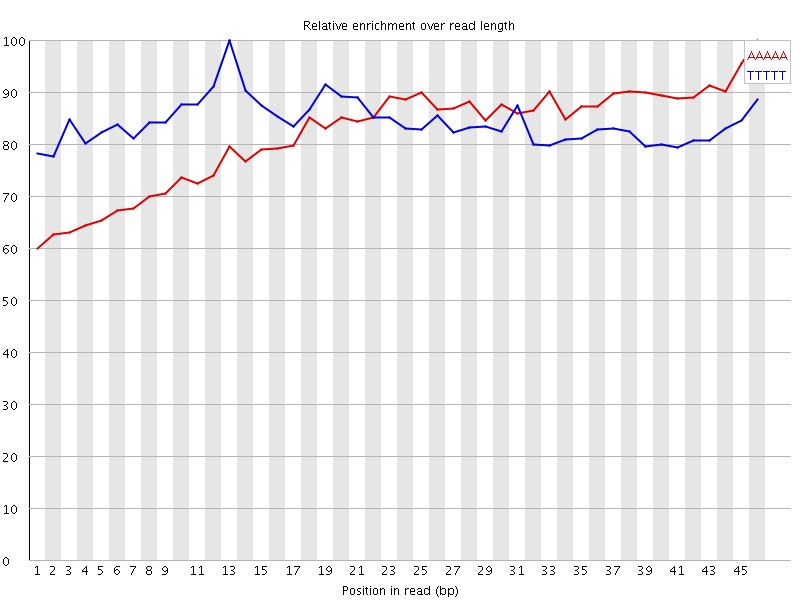 Relative enrichment over read length
100
90
80
70
60
50
40
30
20
10
0
AAAAA
TTTTT
1 2 3 4 5 6 7 8 9 11 13 15 17 19 21 23 25 27 29 31 33 35 37 39 41 43 45
Position in read (bp)